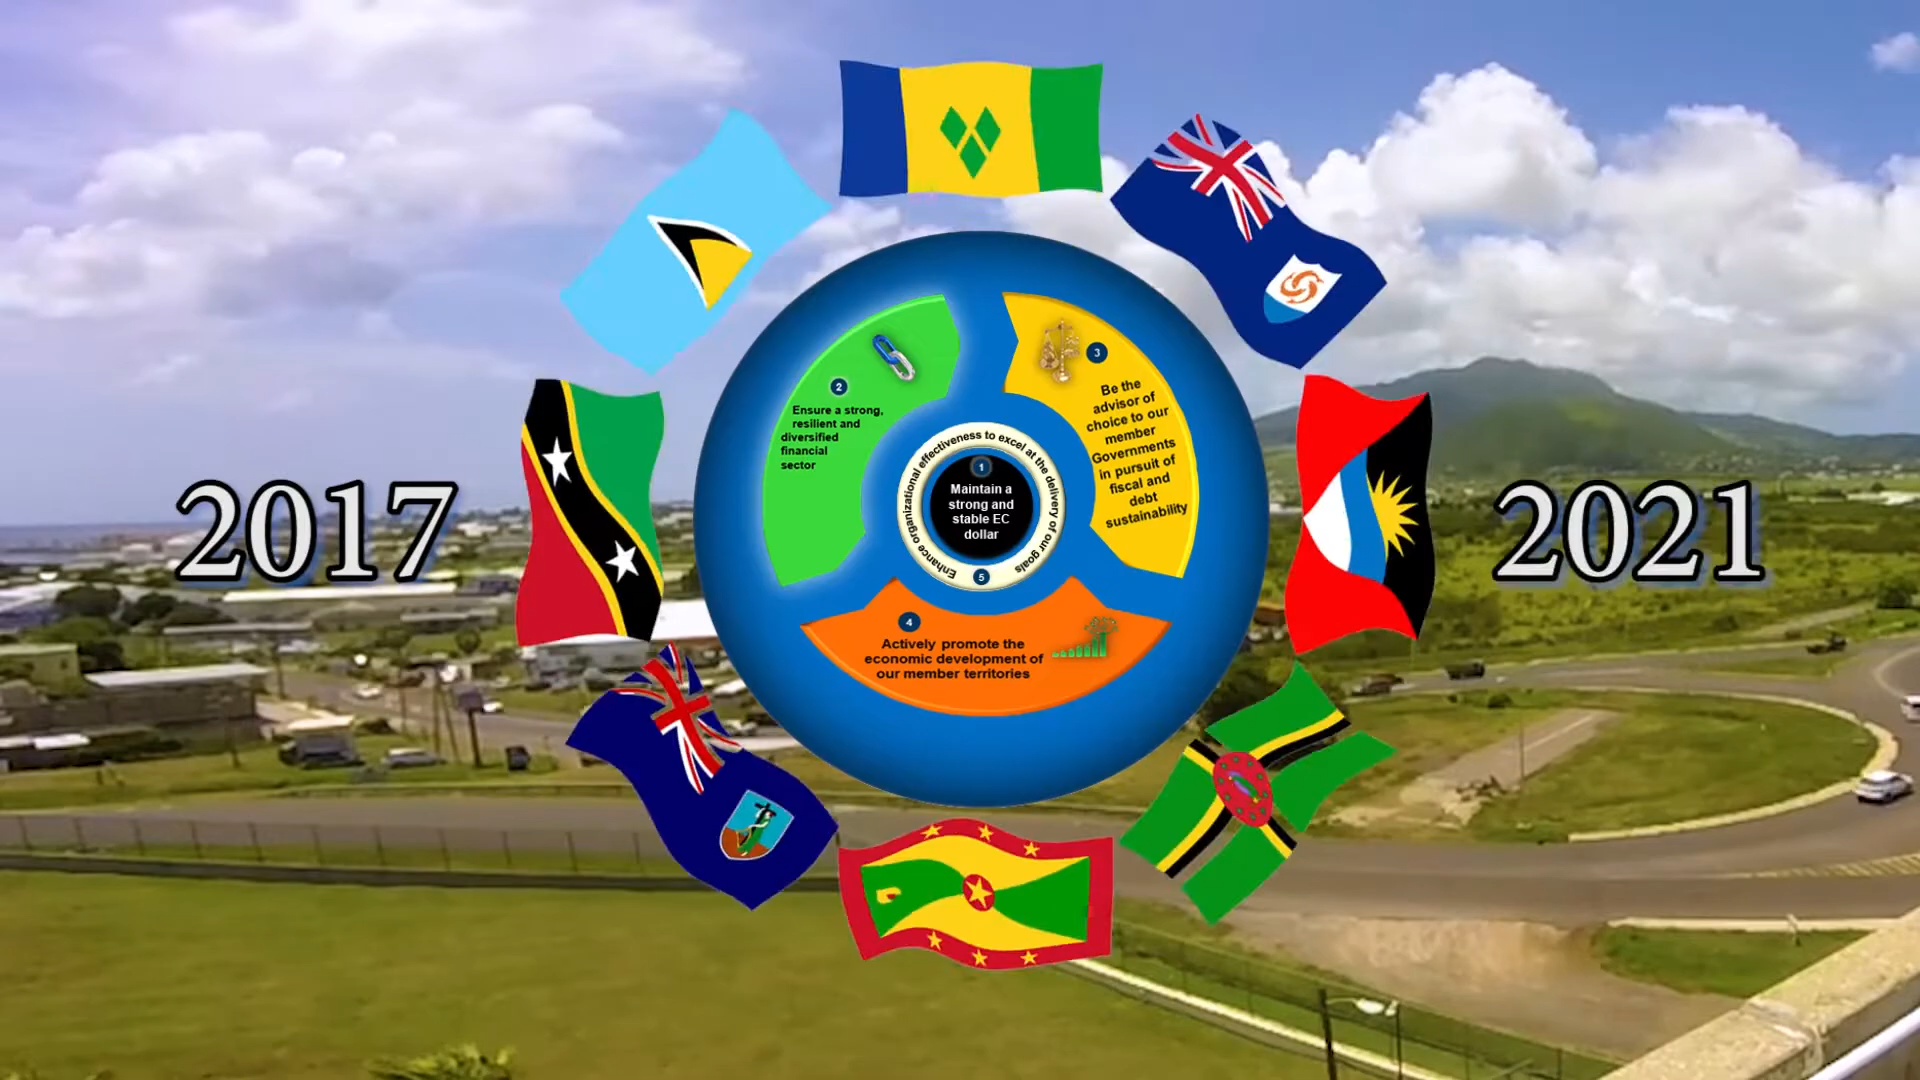 2017
2
Ensure a strong,
resilient and
diversified
financial
sector
3
Be the
advisor of
choice to our
member
Governments
in pursuit of
fiscal and
debt
sustainability
1
Maintain a
strong and
stable EC
dollar
Enhance organizational effectiveness to excel at the delivery of our goals
5
4
Actively promote the
economic development of
our member territories
2021